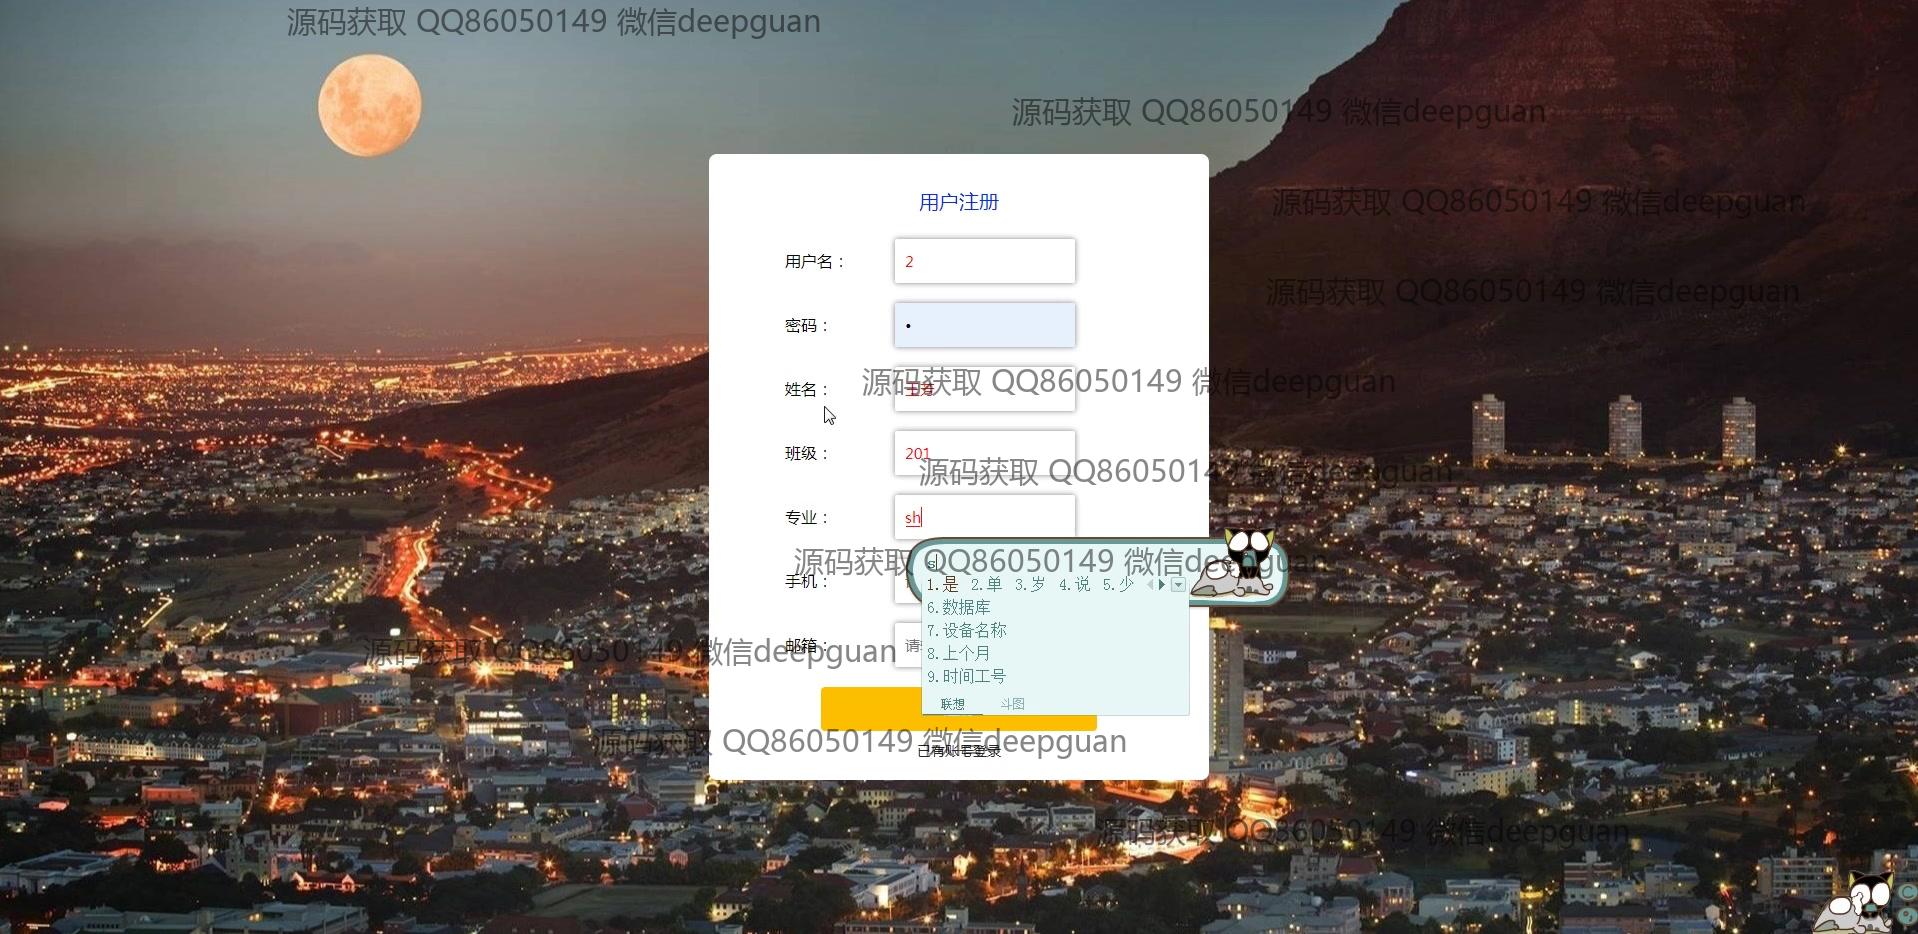 源码获取 QQ86050149 微信deepguan
源码获取 QQ86050149 微信deepguan
源码获取 QQ86050149 微信deepguan
源码获取 QQ86050149 微信deepguan
用户注册
用户名： 2
密码： •
姓名：
源码获取 QQ86050149 微信deepguan
班级： 201
源码获取 QQ86050149 微信deepguan
专业： sh
源码获取 QQ86050149 微信deepguan
手机：
1.是 2.单 3.岁 4.说 5.少
6.数据库
7.设备名称
8.上个月
9.时间工号
联想 斗图
邮箱： 请
源码获取 QQ86050149 微信deepguan
源码获取 QQ86050149 微信deepguan
已有账号登录
源码获取 QQ86050149 微信deepguan